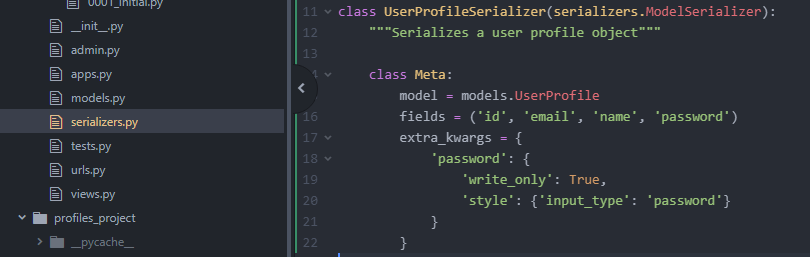 0001_initial.py
__init__.py
admin.py
apps.py
models.py
serializers.py
tests.py
urls.py
views.py
profiles_project
__pycache__
11 class UserProfileSerializer(serializers.ModelSerializer):
12 """Serializes a user profile object"""
13
class Meta:
model = models.UserProfile
16 fields = ('id', 'email', 'name', 'password')
17 extra_kwargs = {
18 'password': {
19 'write_only': True,
20 'style': {'input_type': 'password'}
21 }
22 }